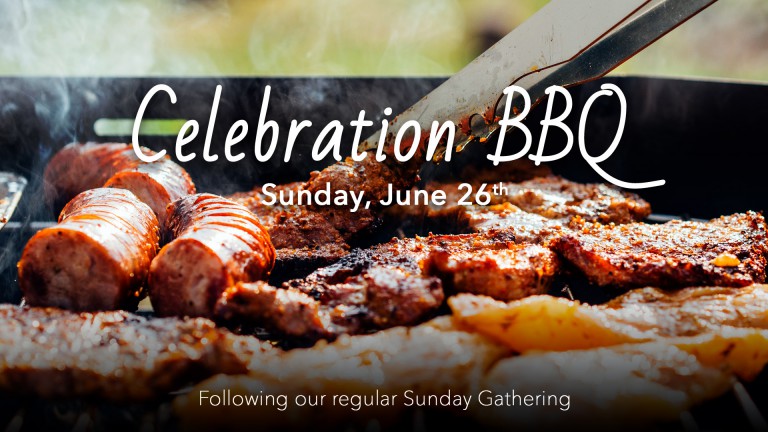 Celebration BBQ
Sunday, June 26th
Following our regular Sunday Gathering